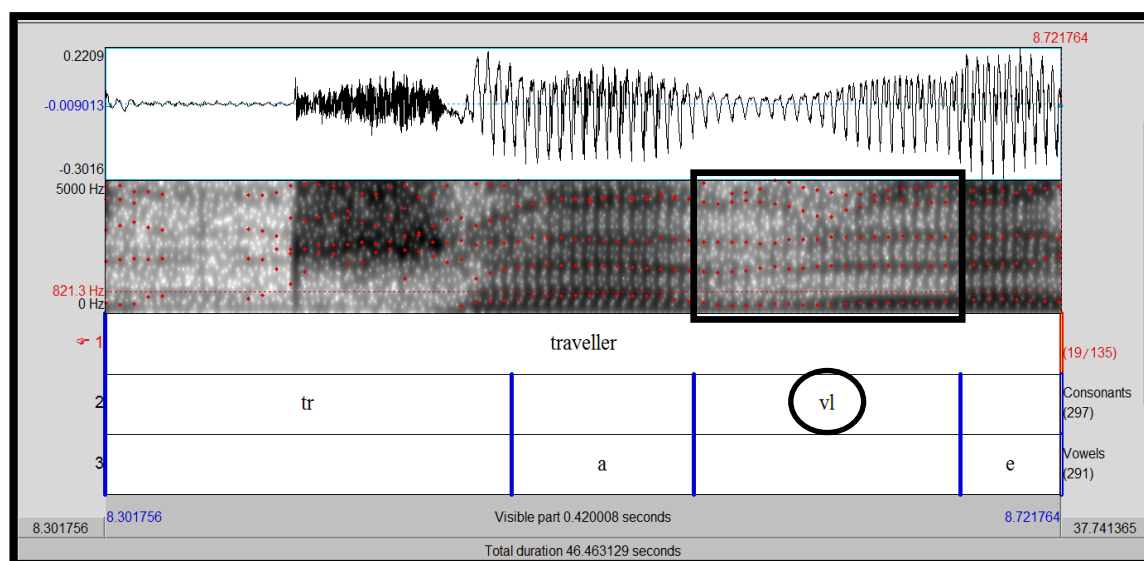 8.721764
0.2209
-0.009013
-0.3016
5000 Hz
821.3 Hz
0 Hz
☞ 1 traveller (19/135)
2 tr vl Consonants (297)
3 a e Vowels (291)
8.301756 8.301756 Visible part 0.420008 seconds 8.721764 37.741365
Total duration 46.463129 seconds